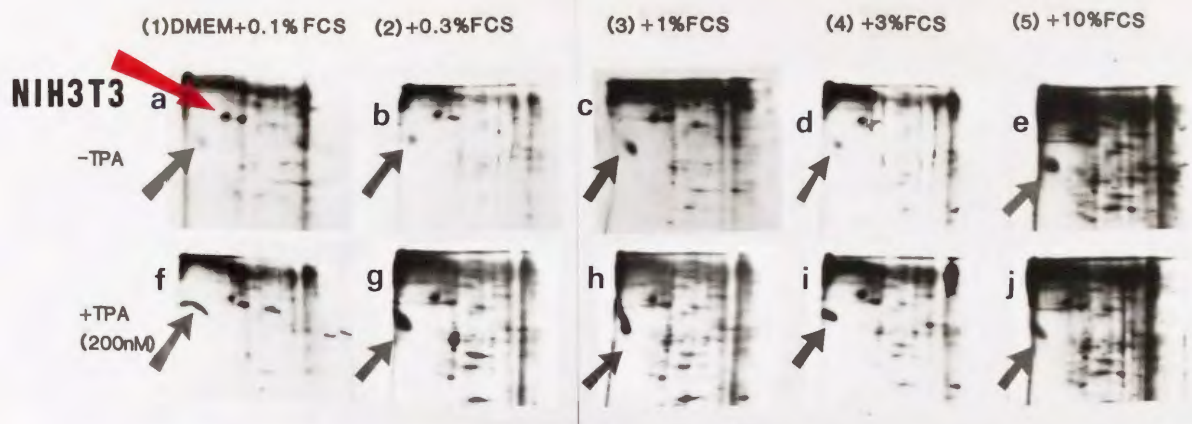 (1)DMEM+0.1% FCS (2)+0.3%FCS (3)+1%FCS (4)+3%FCS (5)+10%FCS
NIH3T3 a b c d e
-TPA
f g h i j
+TPA
(200nM)